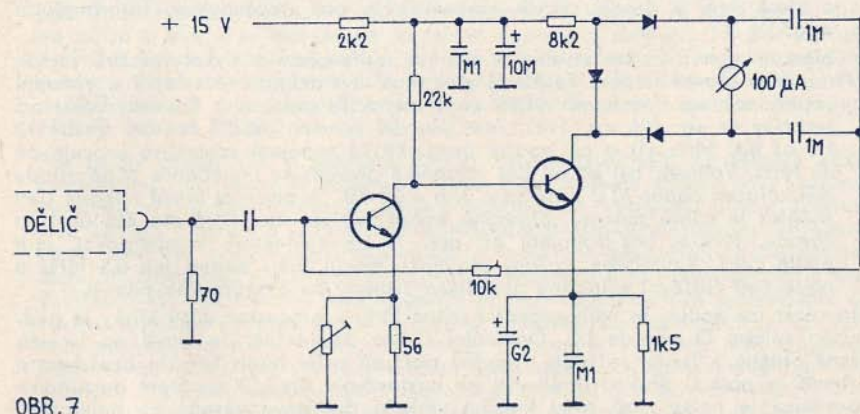 + 15 V
2k2
M1
+
10M
8k2
1M
100 µA
22k
1M
DĚLIČ
70
10k
56
+
G2
M1
1k5
OBR. 7